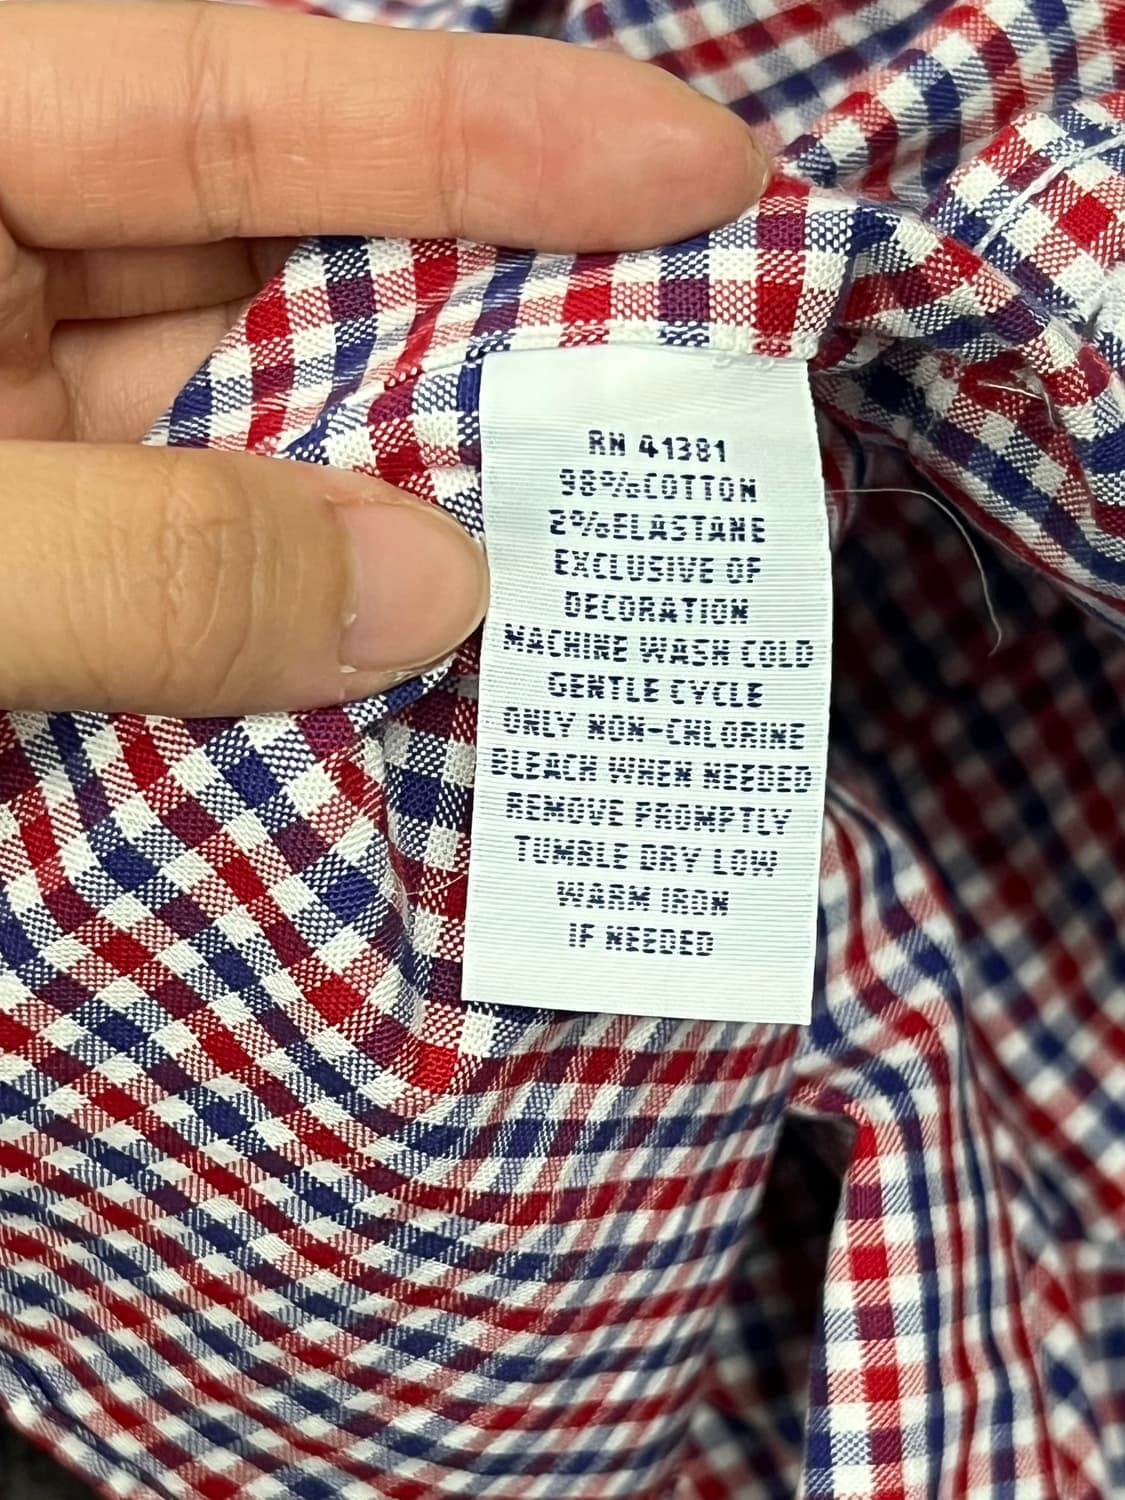 RN 41381
98%COTTON
2%ELASTANE
EXCLUSIVE OF
DECORATION
MACHINE WASH COLD
GENTLE CYCLE
ONLY NON-CHLORINE
BLEACH WHEN NEEDED
REMOVE PROMPTLY
TUMBLE DRY LOW
WARM IRON
IF NEEDED